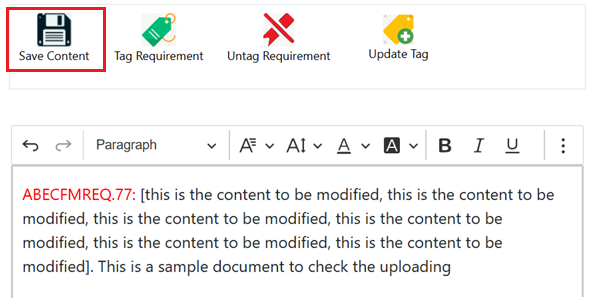 Save Content Tag Requirement Untag Requirement Update Tag
Paragraph A AI A A B I U
ABECFMREQ.77: [this is the content to be modified, this is the content to be
modified, this is the content to be modified, this is the content to be
modified, this is the content to be modified, this is the content to be
modified]. This is a sample document to check the uploading